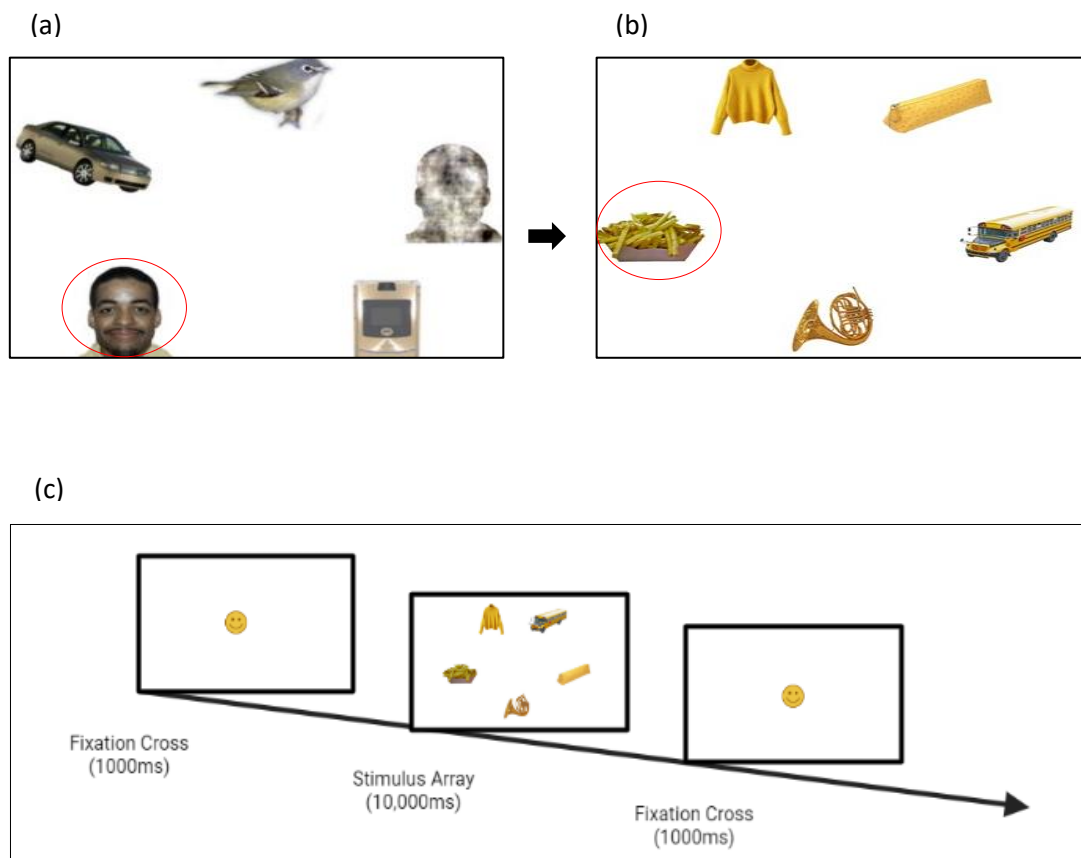 (a)
(b)
(c)
Fixation Cross
(1000ms)
Stimulus Array
(10,000ms)
Fixation Cross
(1000ms)